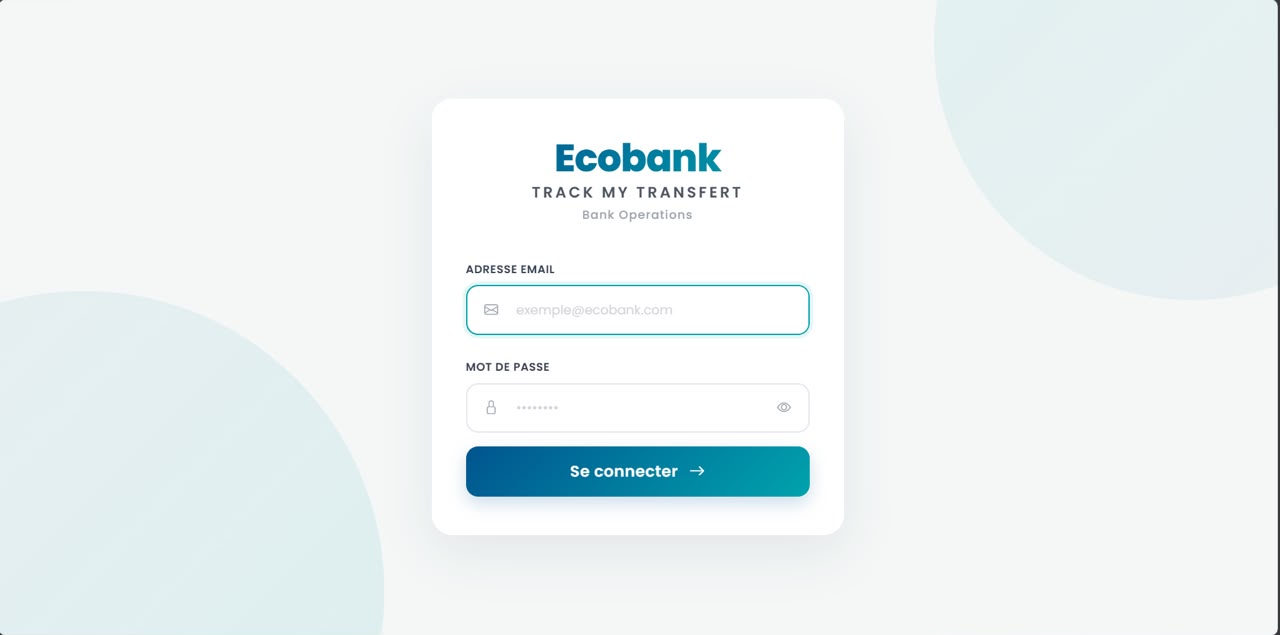 Ecobank
TRACK MY TRANSFERT
Bank Operations
ADRESSE EMAIL
exemple@ecobank.com
MOT DE PASSE
••••••••
Se connecter →